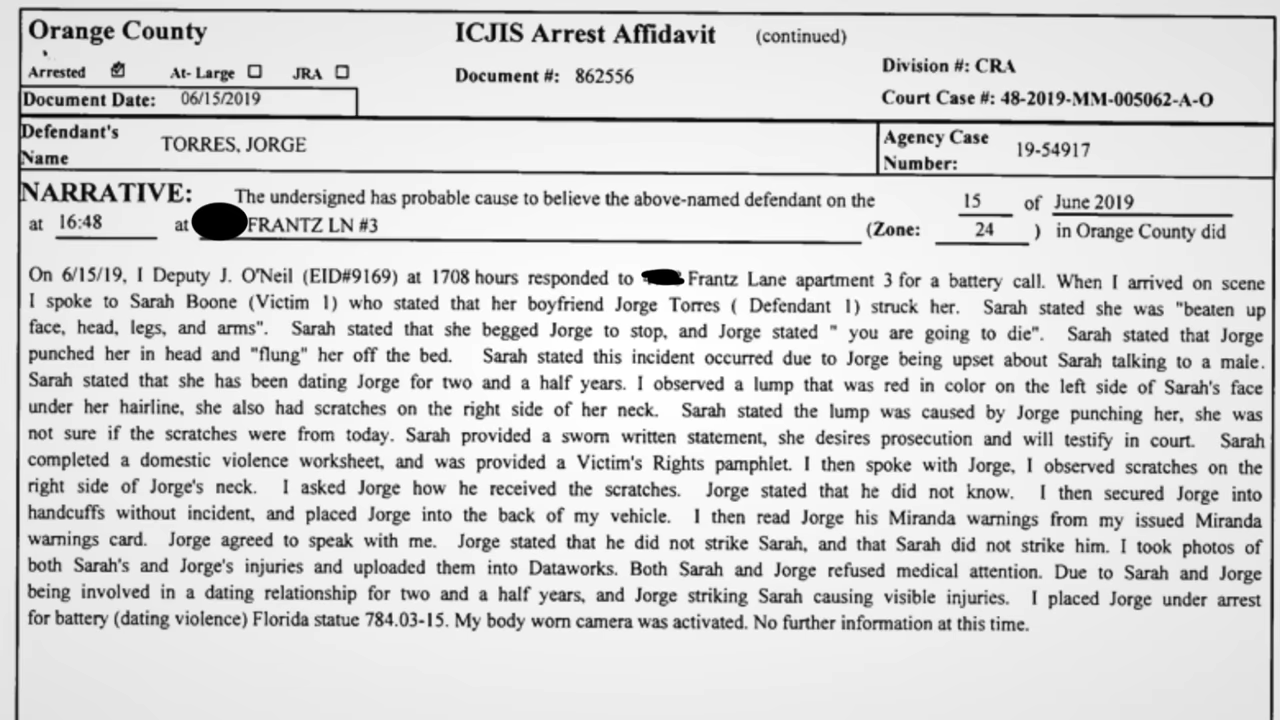 Orange County ICJIS Arrest Affidavit (continued)
Arrested At- Large JRA Document #: 862556 Division #: CRA
Document Date: 06/15/2019 Court Case #: 48-2019-MM-005062-A-O
Defendant's Name TORRES, JORGE Agency Case Number: 19-54917
NARRATIVE: The undersigned has probable cause to believe the above-named defendant on the 15 of June 2019
at 16:48 at FRANTZ LN #3 (Zone: 24 ) in Orange County did
On 6/15/19, I Deputy J. O'Neil (EID#9169) at 1708 hours responded to Frantz Lane apartment 3 for a battery call. When I arrived on scene
I spoke to Sarah Boone (Victim 1) who stated that her boyfriend Jorge Torres ( Defendant 1) struck her. Sarah stated she was "beaten up
face, head, legs, and arms". Sarah stated that she begged Jorge to stop, and Jorge stated " you are going to die". Sarah stated that Jorge
punched her in head and "flung" her off the bed. Sarah stated this incident occurred due to Jorge being upset about Sarah talking to a male.
Sarah stated that she has been dating Jorge for two and a half years. I observed a lump that was red in color on the left side of Sarah's face
under her hairline, she also had scratches on the right side of her neck. Sarah stated the lump was caused by Jorge punching her, she was
not sure if the scratches were from today. Sarah provided a sworn written statement, she desires prosecution and will testify in court. Sarah
completed a domestic violence worksheet, and was provided a Victim's Rights pamphlet. I then spoke with Jorge, I observed scratches on the
right side of Jorge's neck. I asked Jorge how he received the scratches. Jorge stated that he did not know. I then secured Jorge into
handcuffs without incident, and placed Jorge into the back of my vehicle. I then read Jorge his Miranda warnings from my issued Miranda
warnings card. Jorge agreed to speak with me. Jorge stated that he did not strike Sarah, and that Sarah did not strike him. I took photos of
both Sarah's and Jorge's injuries and uploaded them into Dataworks. Both Sarah and Jorge refused medical attention. Due to Sarah and Jorge
being involved in a dating relationship for two and a half years, and Jorge striking Sarah causing visible injuries. I placed Jorge under arrest
for battery (dating violence) Florida statue 784.03-15. My body worn camera was activated. No further information at this time.